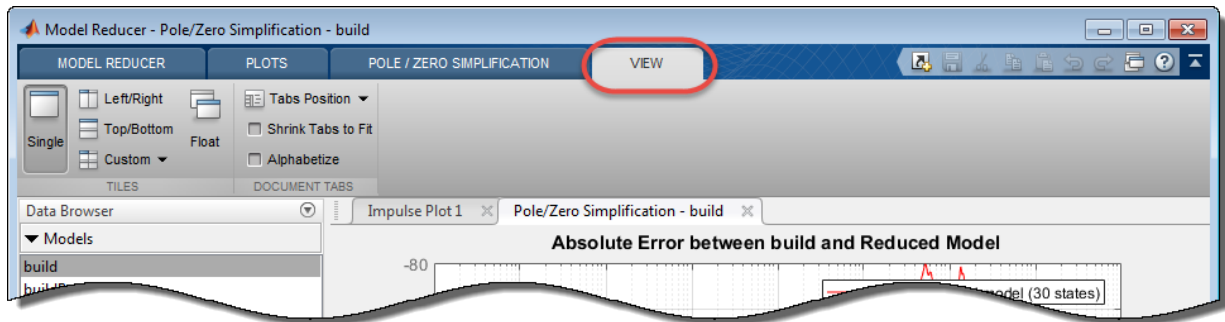 Model Reducer - Pole/Zero Simplification - build
MODEL REDUCER
PLOTS
POLE / ZERO SIMPLIFICATION
VIEW
Single
Left/Right
Top/Bottom
Custom
Float
TILES
Tabs Position
Shrink Tabs to Fit
Alphabetize
DOCUMENT TABS
Data Browser
Models
build
Impulse Plot 1
Pole/Zero Simplification - build
Absolute Error between build and Reduced Model
-80
(30 states)